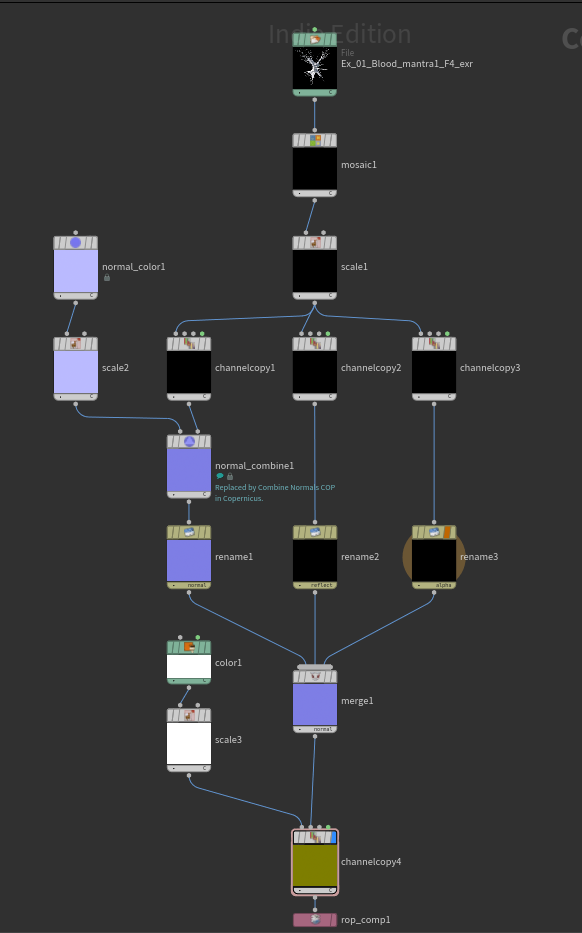 Indie Edition
File
Ex_01_Blood_mantra1_F4_exr
mosaic1
normal_color1
scale1
C
scale2
channelcopy1
channelcopy2
channelcopy3
normal_combine1
Replaced by Combine Normals COP
in Copernicus.
rename1
rename2
rename3
normal
reflect
alpha
color1
merge1
normal
scale3
channelcopy4
rop_comp1